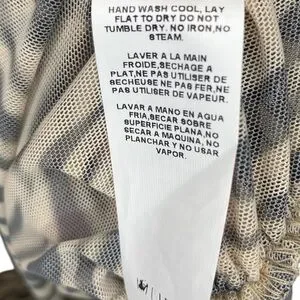 HAND WASH COOL, LAY
FLAT TO DRY DO NOT
TUMBLE DRY. NO IRON,NO
STEAM.
LAVER A LA MAIN
FROIDE,SECHAGE A
PLAT,NE PAS UTILISER DE
SECHEUSE NE PAS FER,NE
PAS UTILISER DE VAPEUR.
LAVAR A MANO EN AGUA
FRIA,SECAR SOBRE
SUPERFICIE PLANA,NO
SECAR A MAQUINA, NO
PLANCHAR Y NO USAR
VAPOR.